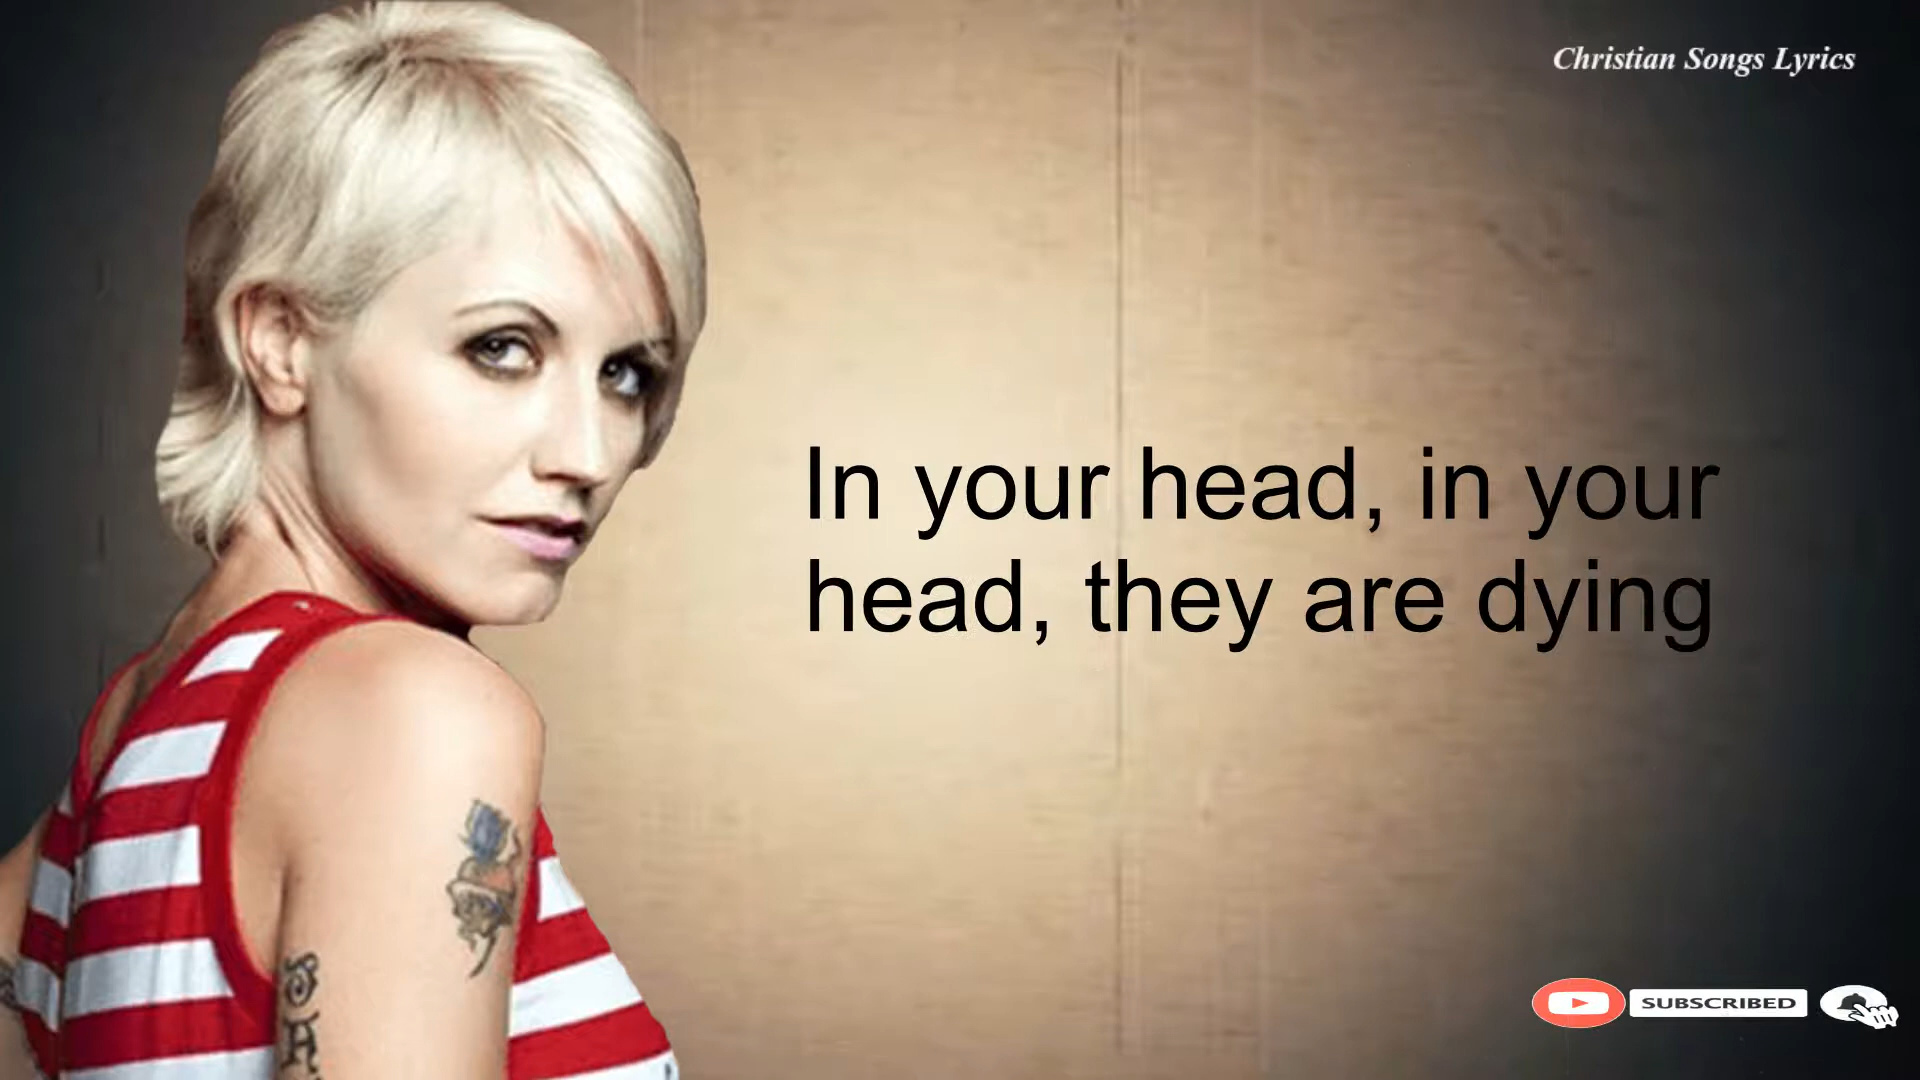 Christian Songs Lyrics
In your head, in your
head, they are dying
SUBSCRIBED